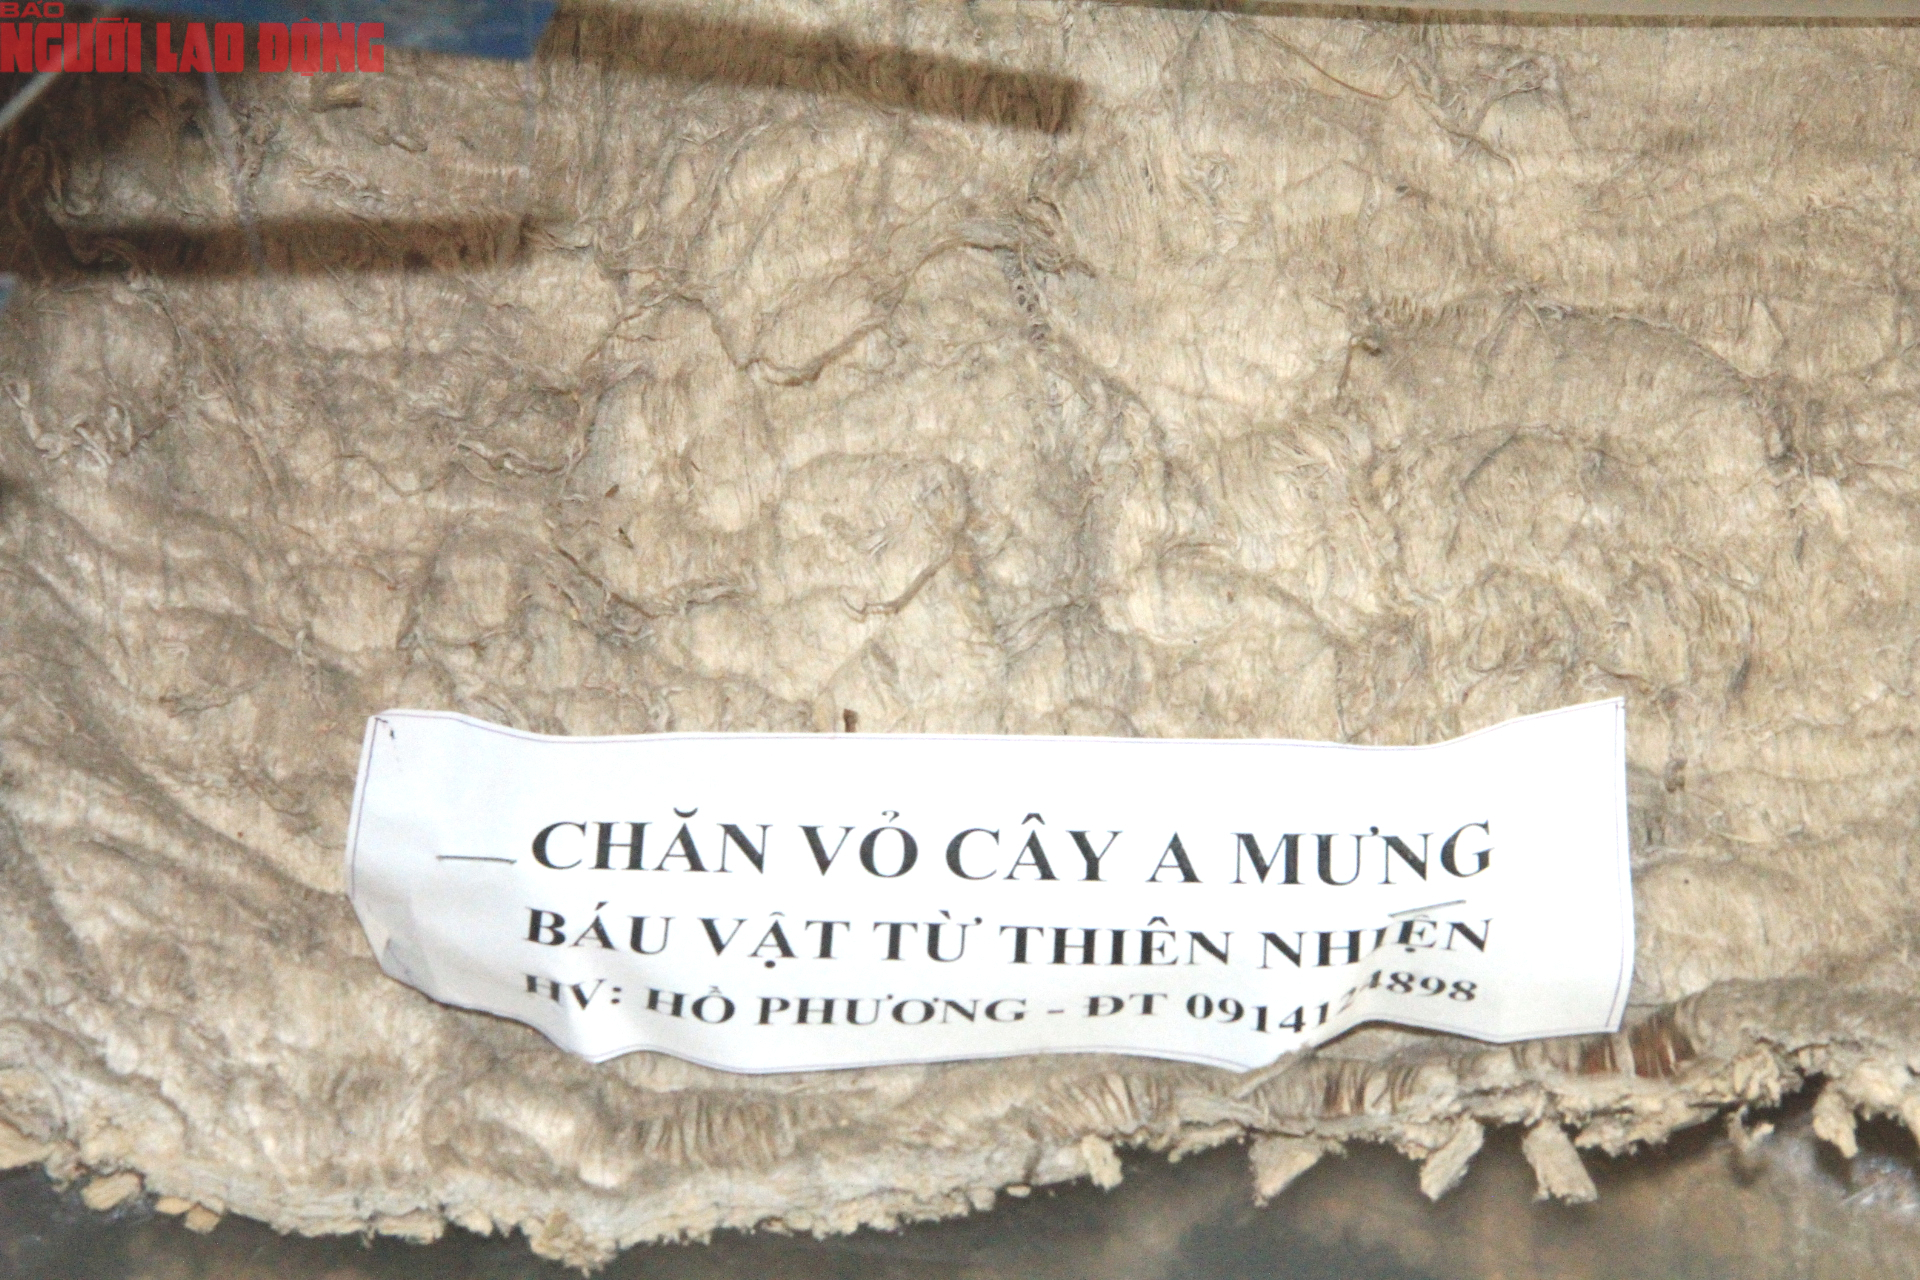 BÁO
NGƯỜI LAO ĐỘNG
CHĂN VỎ CÂY A MƯNG
BÁU VẬT TỪ THIÊN NHIÊN
HV: HỒ PHƯƠNG - ĐT